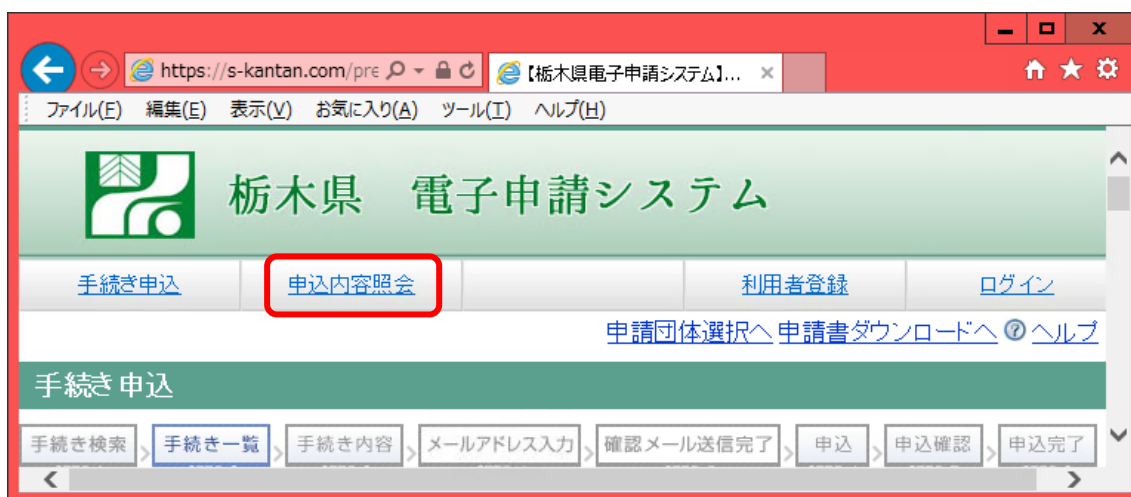 https://s-kantan.com/pre
【栃木県電子申請システム】... ×
ファイル(F) 編集(E) 表示(V) お気に入り(A) ツール(T) ヘルプ(H)
栃木県 電子申請システム
手続き申込 申込内容照会 利用者登録 ログイン
申請団体選択へ 申請書ダウンロードへ ? ヘルプ
手続き申込
手続き検索 手続き一覧 手続き内容 メールアドレス入力 確認メール送信完了 申込 申込確認 申込完了